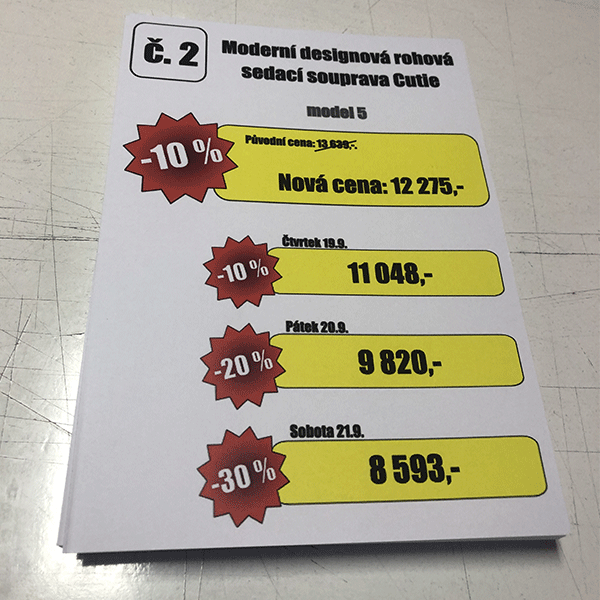 č. 2
Moderní designová rohová
sedací souprava Cutie
model 5
-10 %
Původní cena: 13 639,-.
Nová cena: 12 275,-
Čtvrtek 19.9.
-10 %
11 048,-
Pátek 20.9.
-20 %
9 820,-
Sobota 21.9.
-30 %
8 593,-